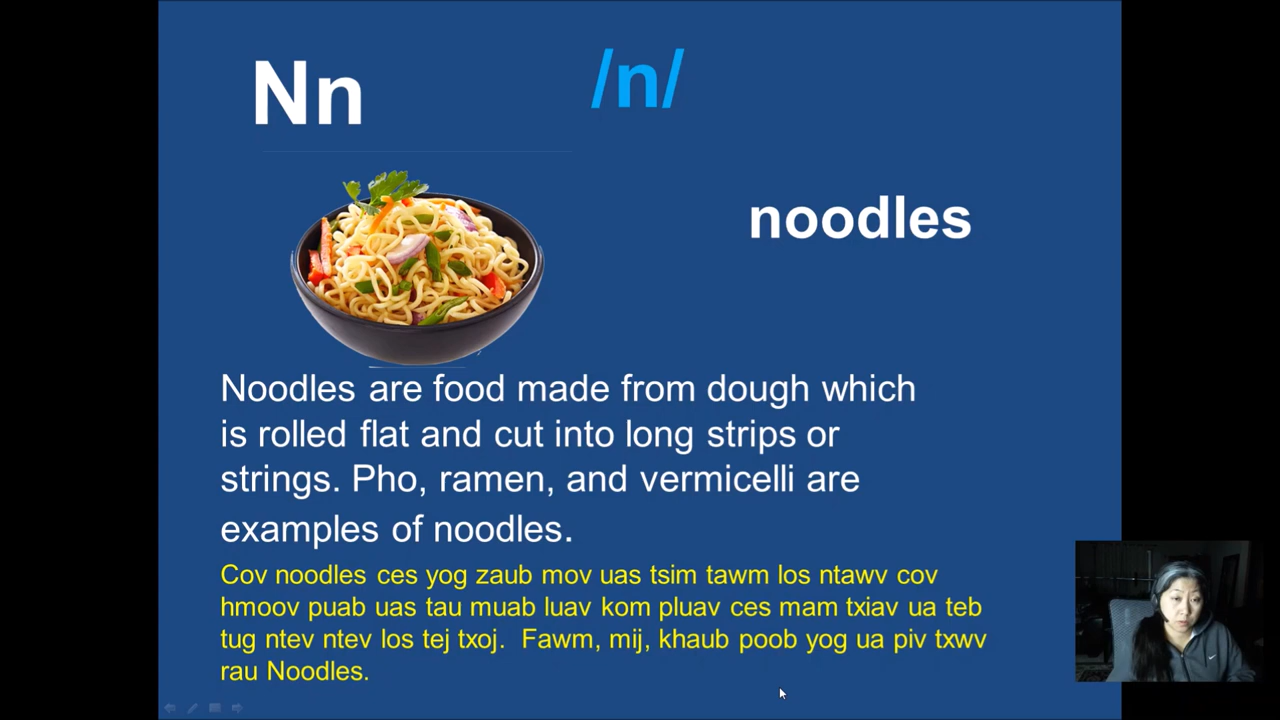 Nn /n/
noodles
Noodles are food made from dough which
is rolled flat and cut into long strips or
strings. Pho, ramen, and vermicelli are
examples of noodles.
Cov noodles ces yog zaub mov uas tsim tawm los ntawv cov
hmoov puab uas tau muab luav kom pluav ces mam txiav ua teb
tug ntev ntev los tej txoj. Fawm, mij, khaub poob yog ua piv txwv
rau Noodles.